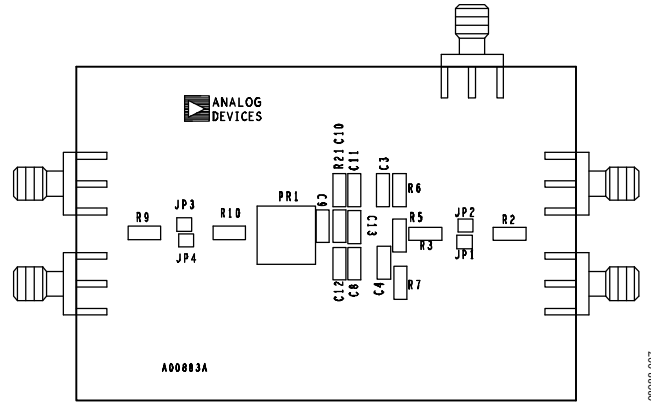 ANALOG
DEVICES
R21
C10
C11
C3
R6
PR1
C9
JP3
R9
R10
JP4
C13
R5
R3
JP2
JP1
R2
C12
C8
C4
R7
A00883A